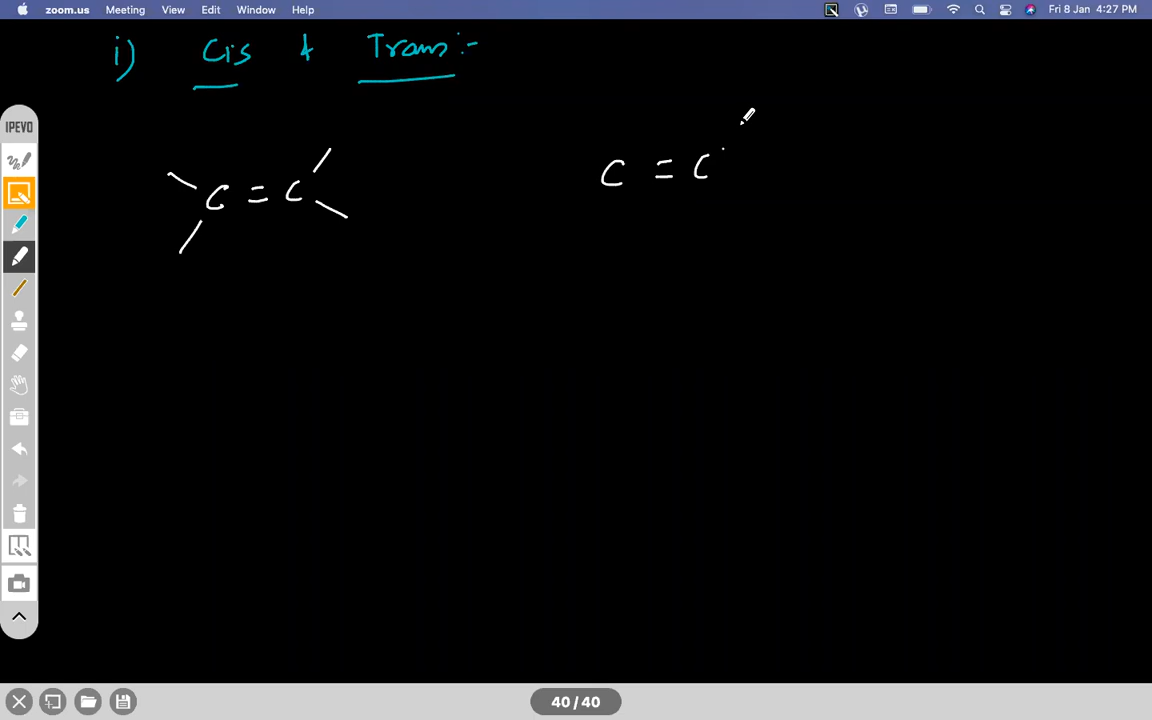 zoom.us Meeting View Edit Window Help Fri 8 Jan 4:27 PM
i) Cis & Trans :-
IPEVO
C = C
C = C
40/40